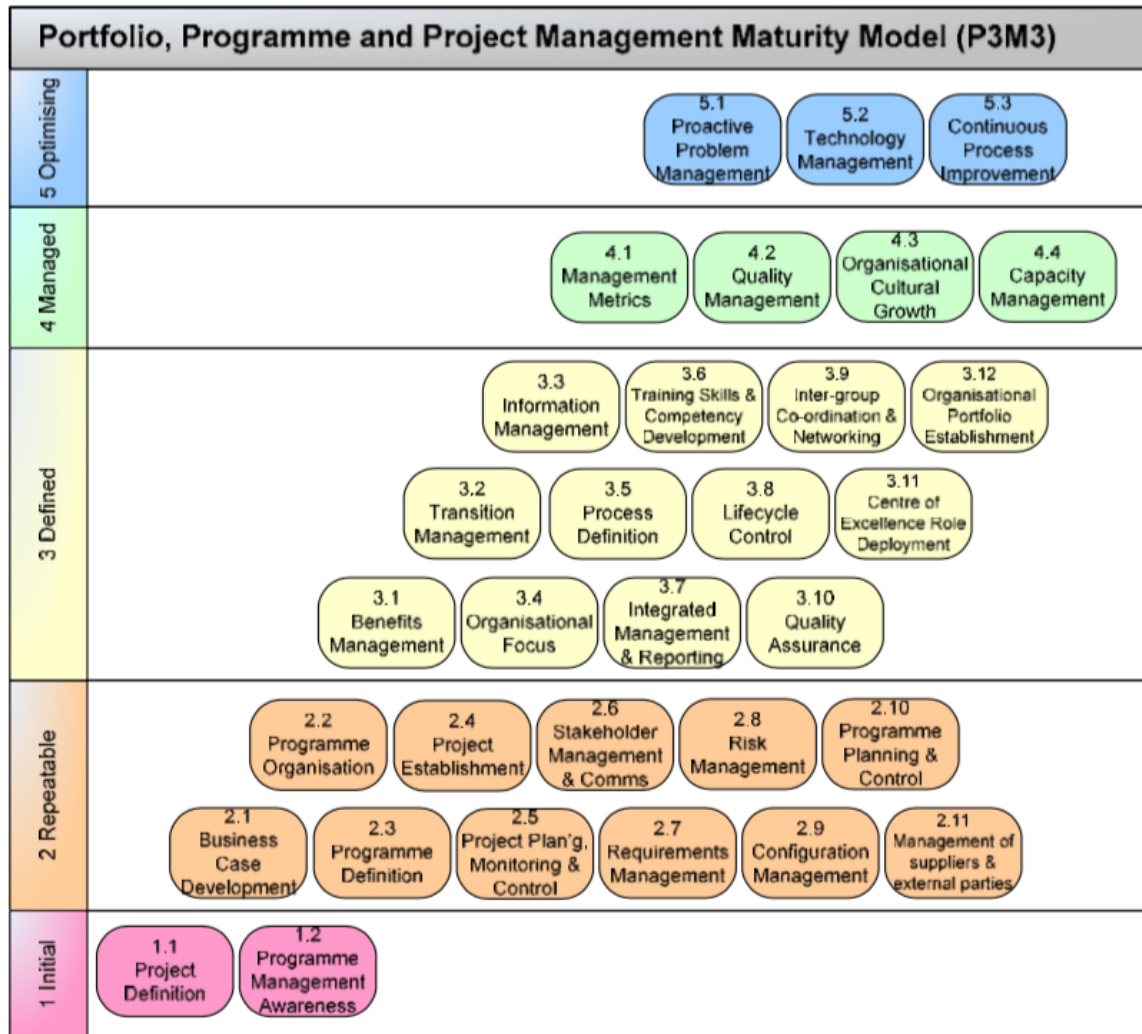 Portfolio, Programme and Project Management Maturity Model (P3M3)
5 Optimising
5.1
Proactive
Problem
Management
5.2
Technology
Management
5.3
Continuous
Process
Improvement
4 Managed
4.1
Management
Metrics
4.2
Quality
Management
4.3
Organisational
Cultural
Growth
4.4
Capacity
Management
3 Defined
3.3
Information
Management
3.6
Training Skills &
Competency
Development
3.9
Inter-group
Co-ordination &
Networking
3.12
Organisational
Portfolio
Establishment
3.2
Transition
Management
3.5
Process
Definition
3.8
Lifecycle
Control
3.11
Centre of
Excellence Role
Deployment
3.1
Benefits
Management
3.4
Organisational
Focus
3.7
Integrated
Management
& Reporting
3.10
Quality
Assurance
2 Repeatable
2.2
Programme
Organisation
2.4
Project
Establishment
2.6
Stakeholder
Management
& Comms
2.8
Risk
Management
2.10
Programme
Planning &
Control
2.1
Business
Case
Development
2.3
Programme
Definition
2.5
Project Plan'g,
Monitoring &
Control
2.7
Requirements
Management
2.9
Configuration
Management
2.11
Management of
suppliers &
external parties
1 Initial
1.1
Project
Definition
1.2
Programme
Management
Awareness